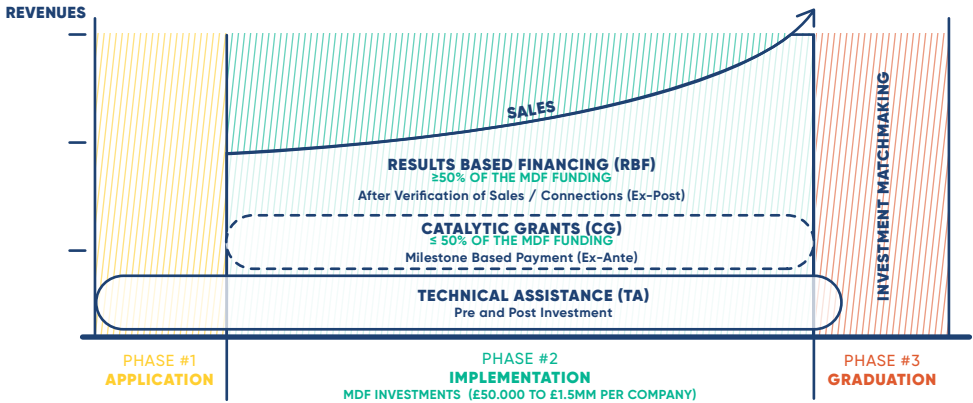 REVENUES
SALES
RESULTS BASED FINANCING (RBF)
≥50% OF THE MDF FUNDING
After Verification of Sales / Connections (Ex-Post)
CATALYTIC GRANTS (CG)
≤ 50% OF THE MDF FUNDING
Milestone Based Payment (Ex-Ante)
TECHNICAL ASSISTANCE (TA)
Pre and Post Investment
INVESTMENT MATCHMAKING
PHASE #1
APPLICATION
PHASE #2
IMPLEMENTATION
MDF INVESTMENTS (£50.000 TO £1.5MM PER COMPANY)
PHASE #3
GRADUATION